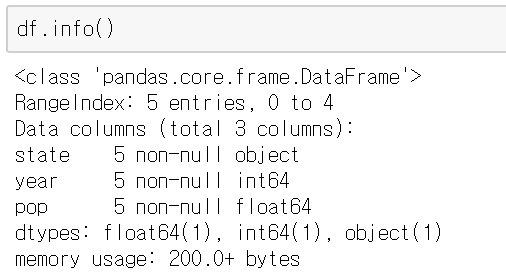 df.info()
<class 'pandas.core.frame.DataFrame'>
RangeIndex: 5 entries, 0 to 4
Data columns (total 3 columns):
state    5 non-null object
year     5 non-null int64
pop      5 non-null float64
dtypes: float64(1), int64(1), object(1)
memory usage: 200.0+ bytes